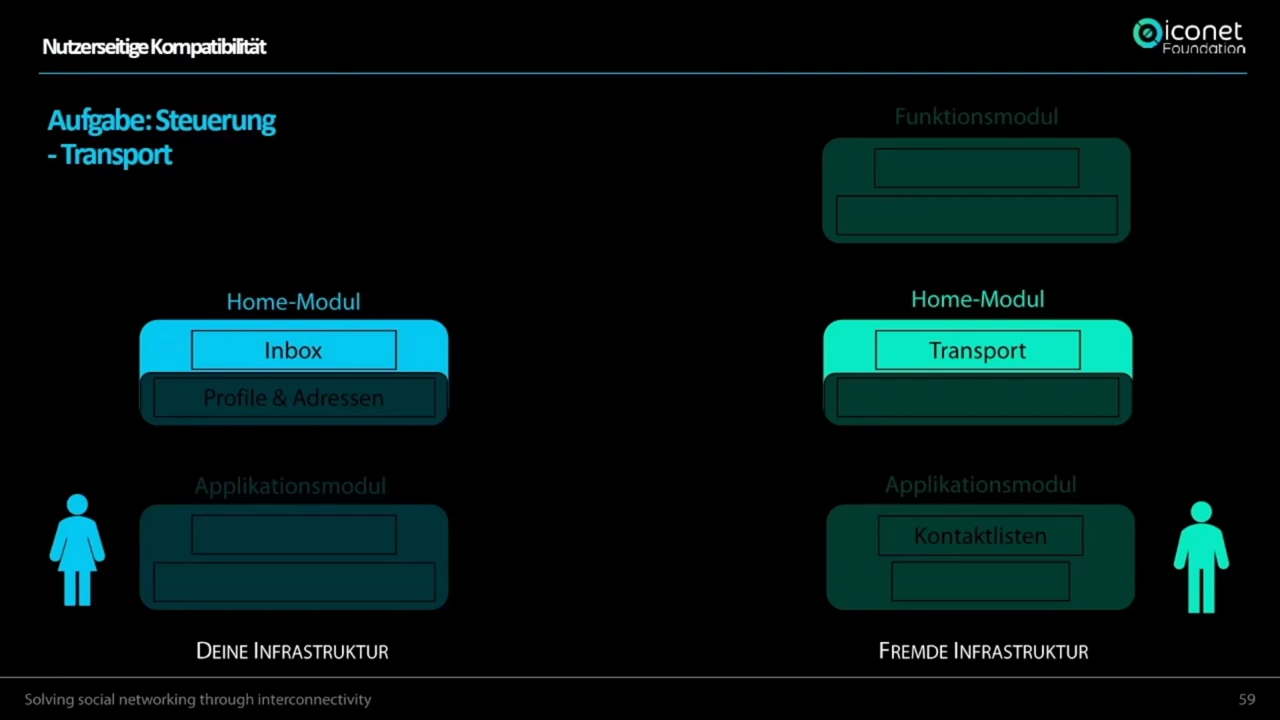 Nutzerseitige Kompatibilität
iconet
Foundation
Aufgabe: Steuerung
- Transport
Funktionsmodul
Home-Modul
Home-Modul
Inbox
Transport
Profile & Adressen
Applikationsmodul
Applikationsmodul
Kontaktlisten
DEINE INFRASTRUKTUR
FREMDE INFRASTRUKTUR
Solving social networking through interconnectivity
59